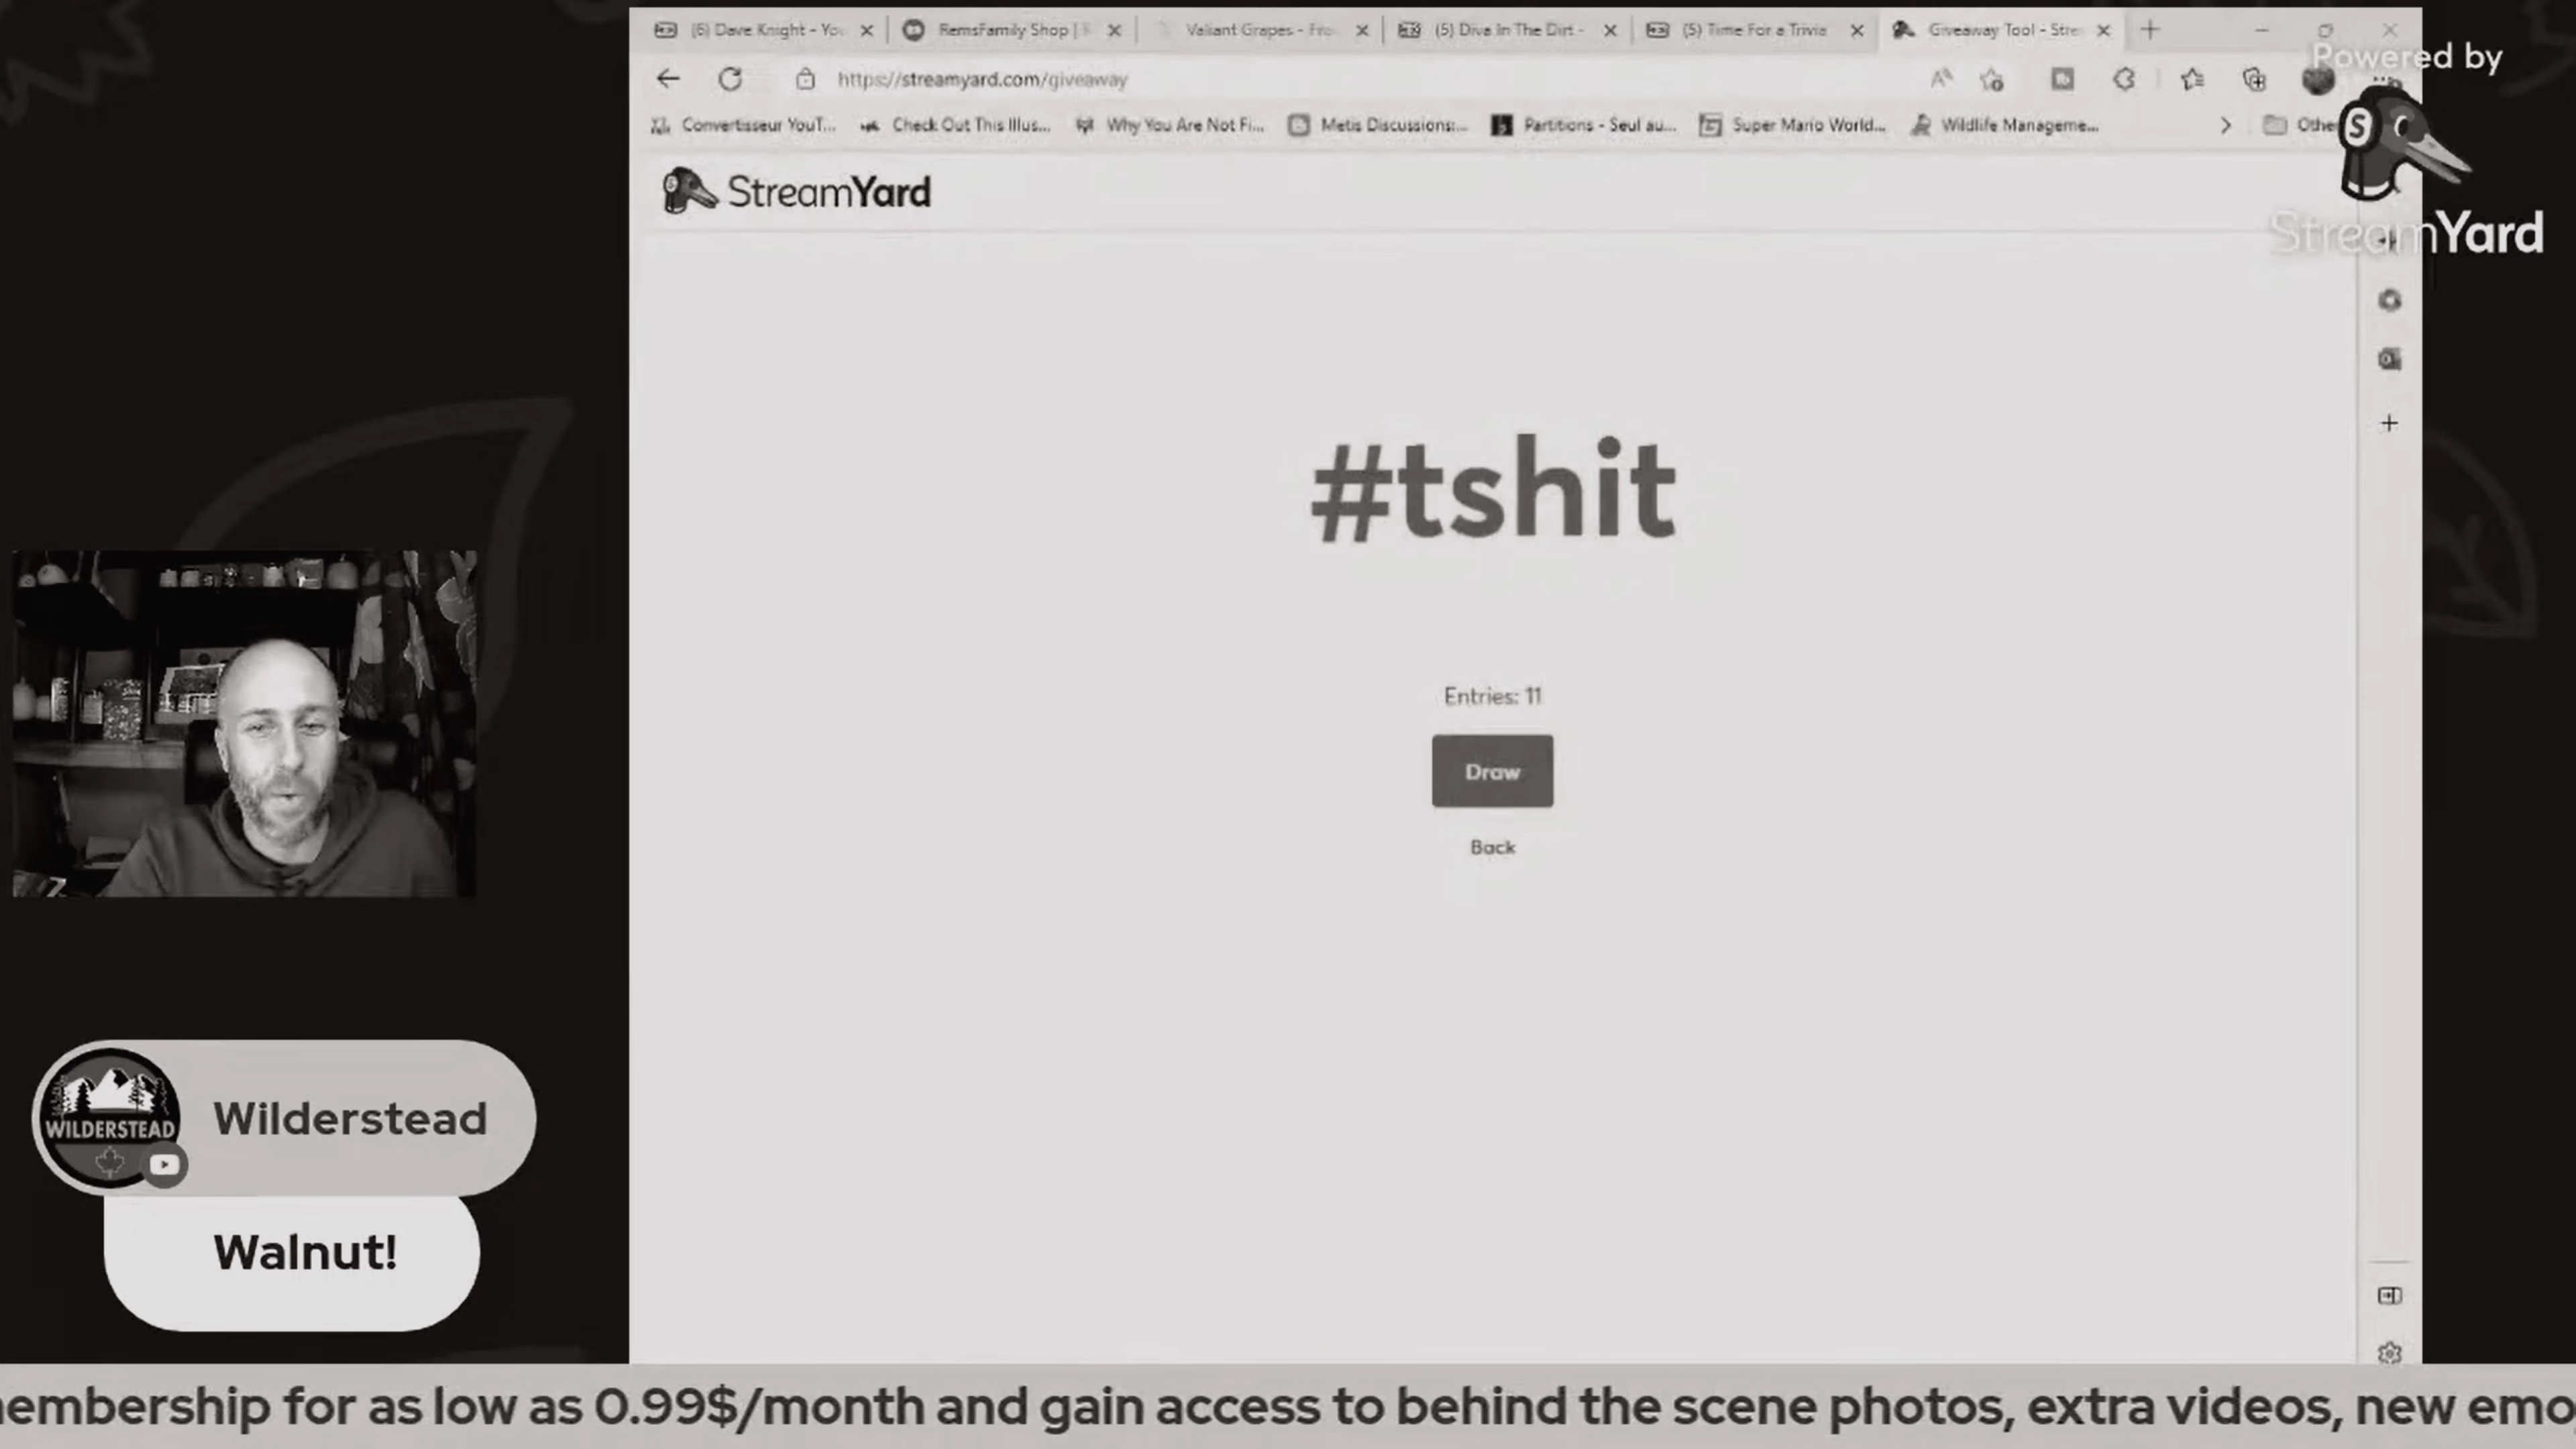 (6) Dave Knight - You
RemsFamily Shop |
Valiant Grapes - Fro
(5) Diva In The Dirt -
(5) Time For a Trivia
Giveaway Tool - Stre
Powered by
https://streamyard.com/giveaway
Convertisseur YouT...
Check Out This Illus...
Why You Are Not Fi...
Metis Discussions:...
Partitions - Seul au...
Super Mario World...
Wildlife Manageme...
Othe
StreamYard
StreamYard
#tshit
Entries: 11
Draw
Back
WILDERSTEAD
Wilderstead
Walnut!
embership for as low as 0.99$/month and gain access to behind the scene photos, extra videos, new emo